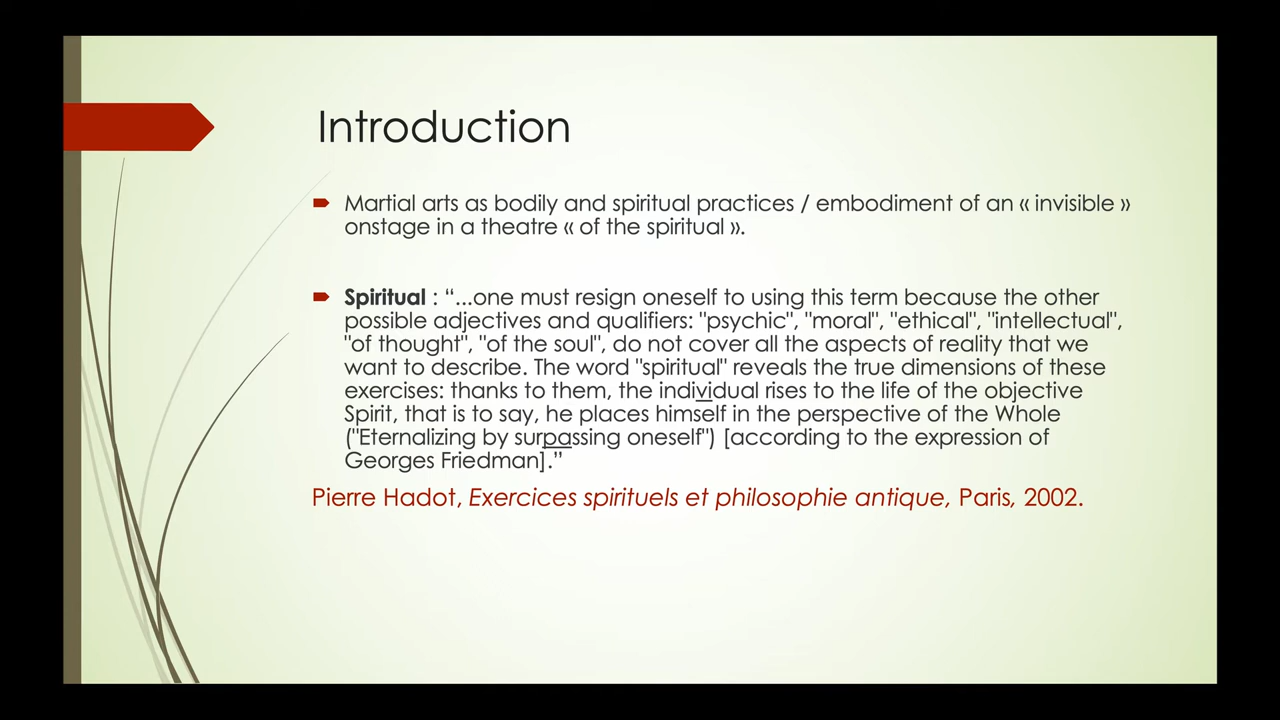 Introduction
Martial arts as bodily and spiritual practices / embodiment of an « invisible »
onstage in a theatre « of the spiritual ».
Spiritual : “...one must resign oneself to using this term because the other
possible adjectives and qualifiers: "psychic", "moral", "ethical", "intellectual",
"of thought", "of the soul", do not cover all the aspects of reality that we
want to describe. The word "spiritual" reveals the true dimensions of these
exercises: thanks to them, the individual rises to the life of the objective
Spirit, that is to say, he places himself in the perspective of the Whole
("Eternalizing by surpassing oneself") [according to the expression of
Georges Friedman].”
Pierre Hadot, Exercices spirituels et philosophie antique, Paris, 2002.